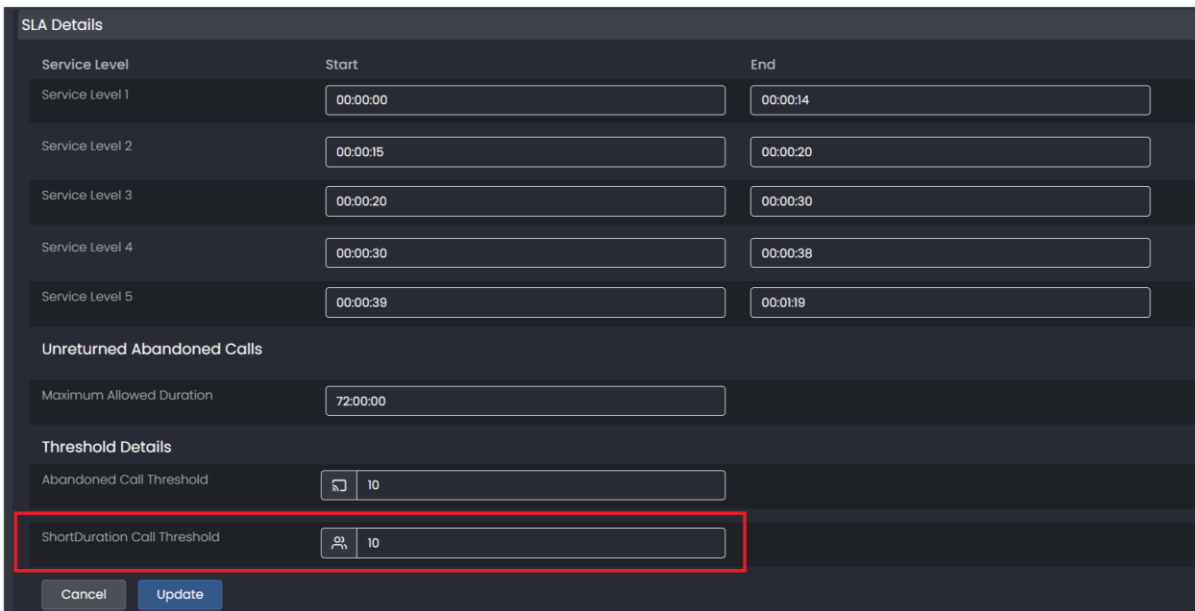 SLA Details
Service Level Start End
Service Level 1 00:00:00 00:00:14
Service Level 2 00:00:15 00:00:20
Service Level 3 00:00:20 00:00:30
Service Level 4 00:00:30 00:00:38
Service Level 5 00:00:39 00:01:19
Unreturned Abandoned Calls
Maximum Allowed Duration 72:00:00
Threshold Details
Abandoned Call Threshold 10
ShortDuration Call Threshold 10
Cancel Update